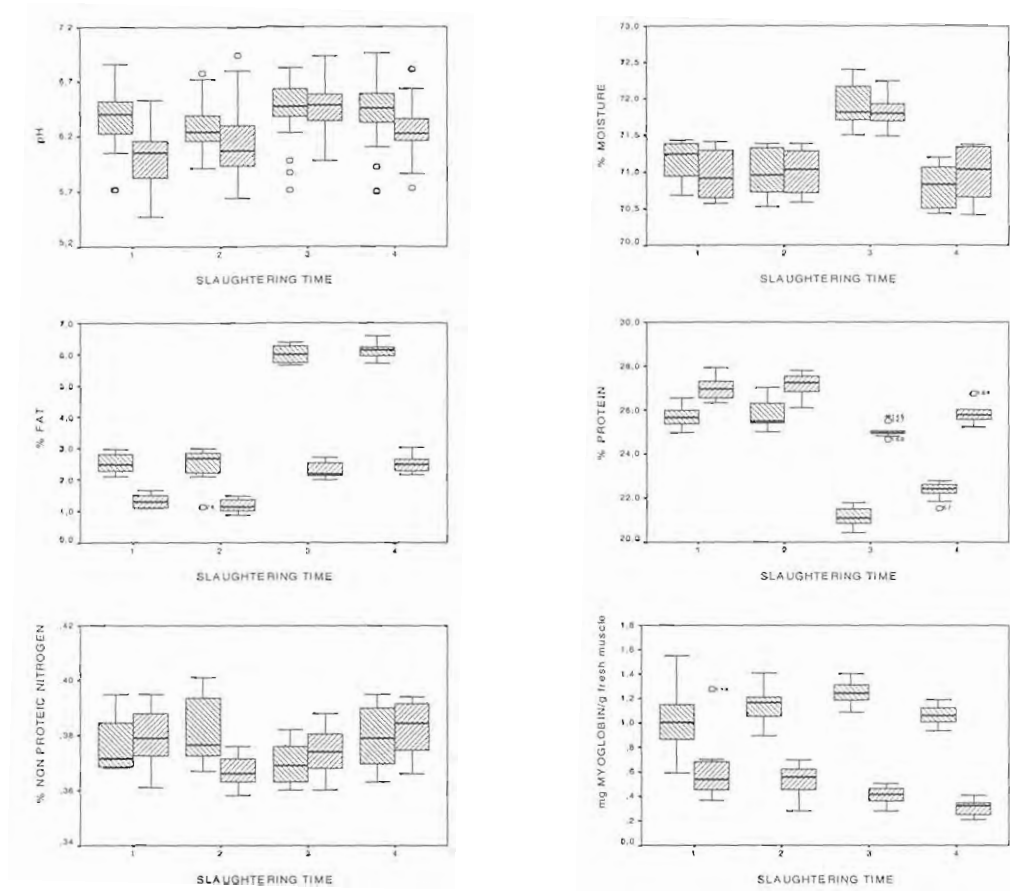 7,2
6,7
6,2
5,7
5,2
pH
1 2 3 4
SLAUGHTERING TIME
73,0
72,5
72,0
71,5
71,0
70,5
70,0
% MOISTURE
1 2 3 4
SLAUGHTERING TIME
7,0
6,0
5,0
4,0
3,0
2,0
1,0
0,0
% FAT
1 2 3 4
SLAUGHTERING TIME
30,0
28,0
26,0
24,0
22,0
20,0
% PROTEIN
1 2 3 4
SLAUGHTERING TIME
,42
,40
,38
,36
,34
% NON PROTEIC NITROGEN
1 2 3 4
SLAUGHTERING TIME
1,8
1,6
1,4
1,2
1,0
,8
,6
,4
,2
0,0
mg MYOGLOBIN/g fresh muscle
1 2 3 4
SLAUGHTERING TIME